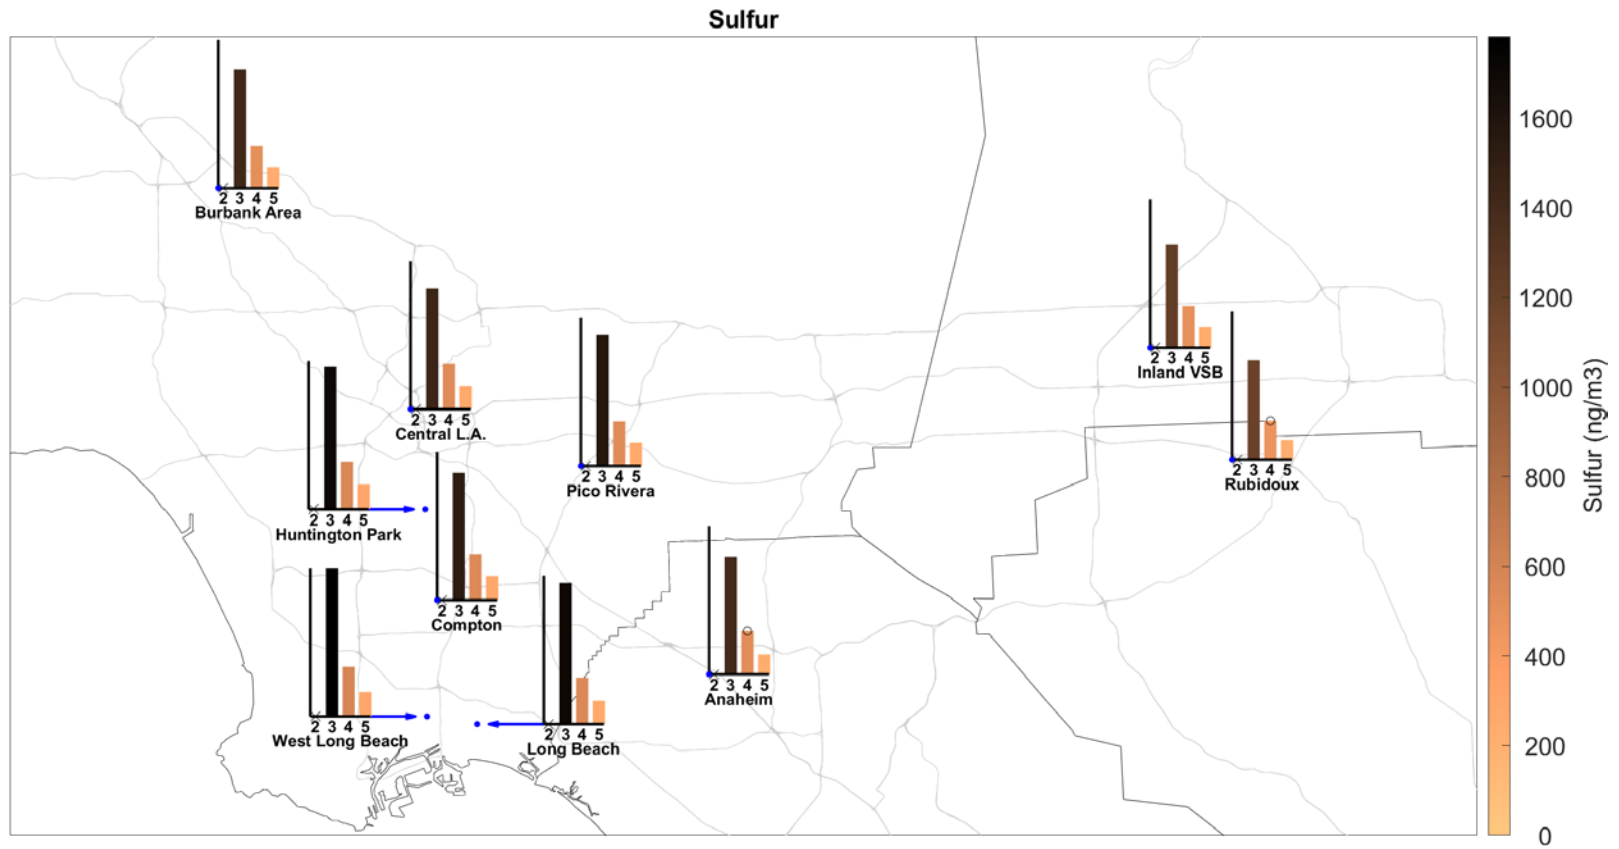 Sulfur
1600
1400
1200
1000
800
600
400
200
0
Sulfur (ng/m3)
2 3 4 5
Burbank Area
2 3 4 5
Central L.A.
2 3 4 5
Pico Rivera
2 3 4 5
Inland VSB
2 3 4 5
Rubidoux
2 3 4 5
Huntington Park
2 3 4 5
Compton
2 3 4 5
Anaheim
2 3 4 5
West Long Beach
2 3 4 5
Long Beach